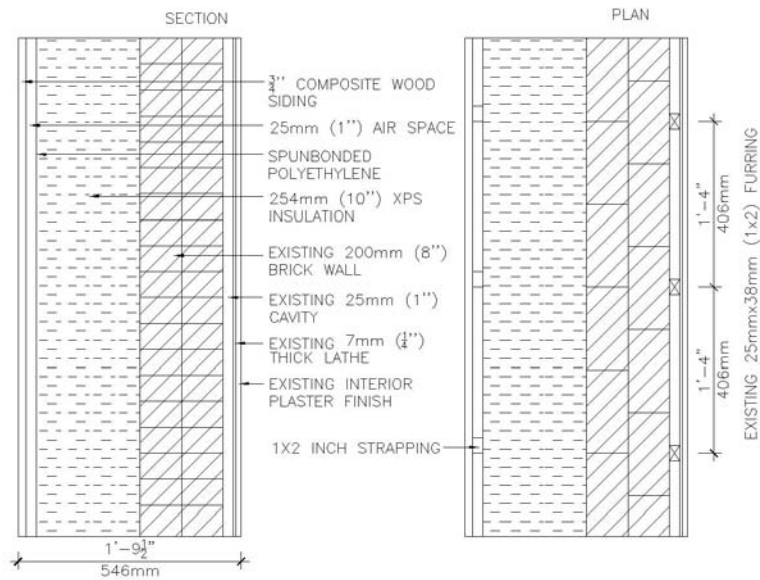 SECTION
PLAN
3/4" COMPOSITE WOOD
SIDING
25mm (1") AIR SPACE
SPUNBONDED
POLYETHYLENE
254mm (10") XPS
INSULATION
EXISTING 200mm (8")
BRICK WALL
EXISTING 25mm (1")
CAVITY
EXISTING 7mm (1/4")
THICK LATHE
EXISTING INTERIOR
PLASTER FINISH
1X2 INCH STRAPPING
1'-9 1/2"
546mm
1'-4"
406mm
1'-4"
406mm
EXISTING 25mmx38mm (1x2) FURRING